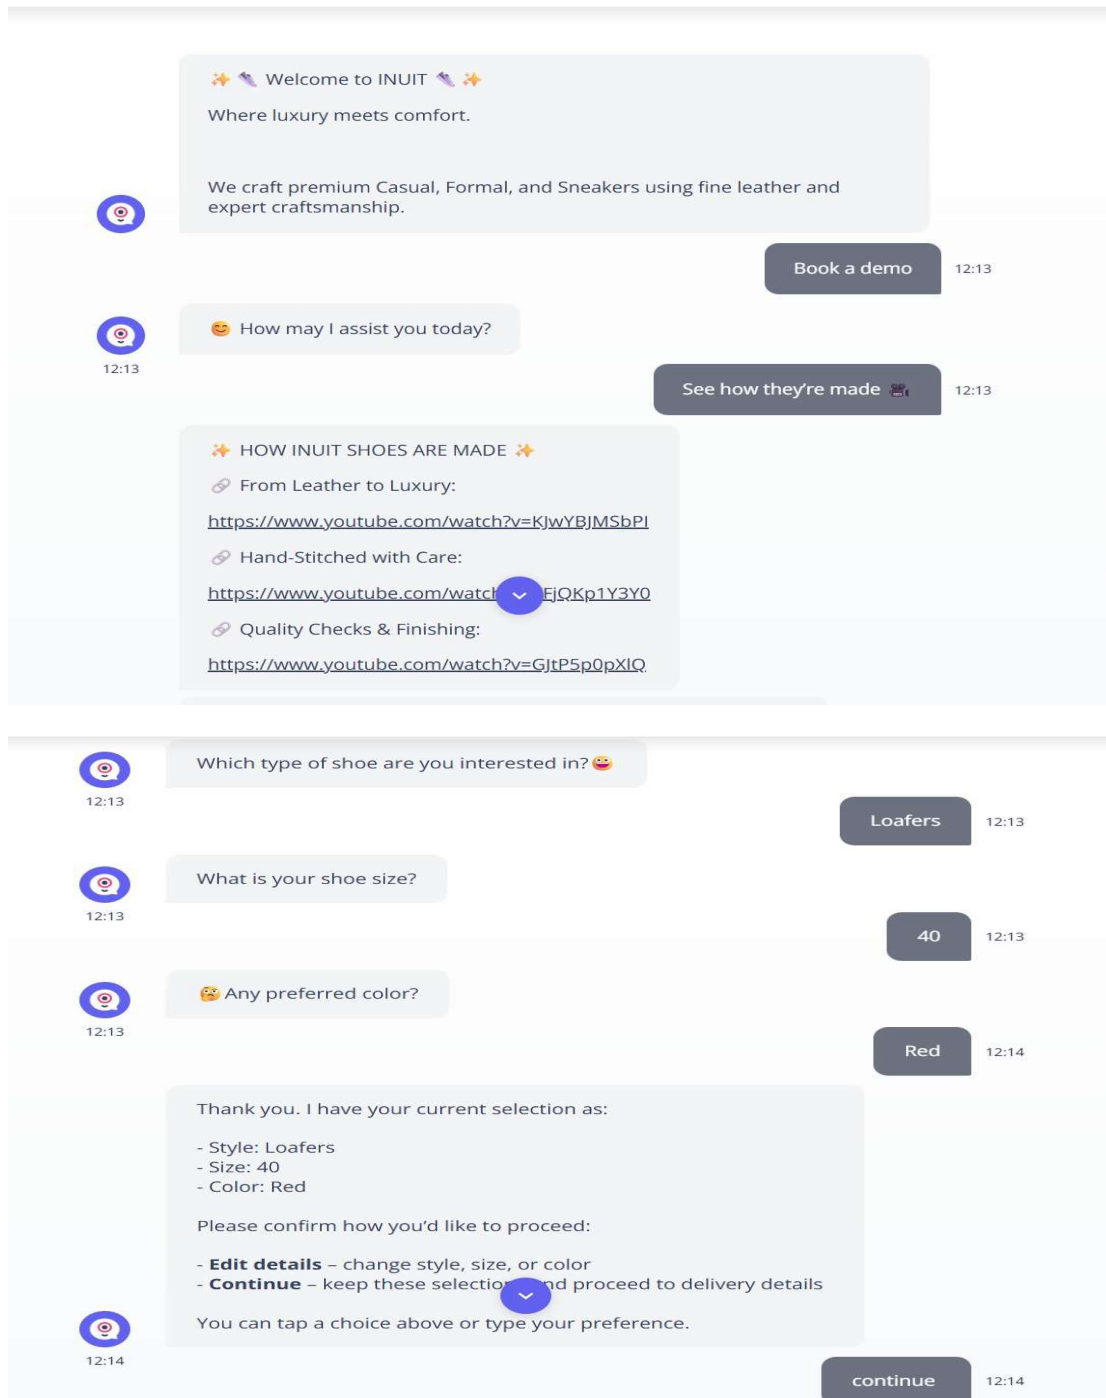 ✨ 👟 Welcome to INUIT 👟 ✨
Where luxury meets comfort.
We craft premium Casual, Formal, and Sneakers using fine leather and
expert craftsmanship.
Book a demo 12:13
😊 How may I assist you today?
12:13
See how they’re made 🎥 12:13
✨ HOW INUIT SHOES ARE MADE ✨
🔗 From Leather to Luxury:
https://www.youtube.com/watch?v=KJwYBJMSbPI
🔗 Hand-Stitched with Care:
https://www.youtube.com/watch FjQKp1Y3Y0
🔗 Quality Checks & Finishing:
https://www.youtube.com/watch?v=GJtP5p0pXlQ
Which type of shoe are you interested in?😀
12:13
Loafers 12:13
What is your shoe size?
12:13
40 12:13
🤔 Any preferred color?
12:13
Red 12:14
Thank you. I have your current selection as:
- Style: Loafers
- Size: 40
- Color: Red
Please confirm how you’d like to proceed:
- Edit details – change style, size, or color
- Continue – keep these selection nd proceed to delivery details
You can tap a choice above or type your preference.
12:14
continue 12:14